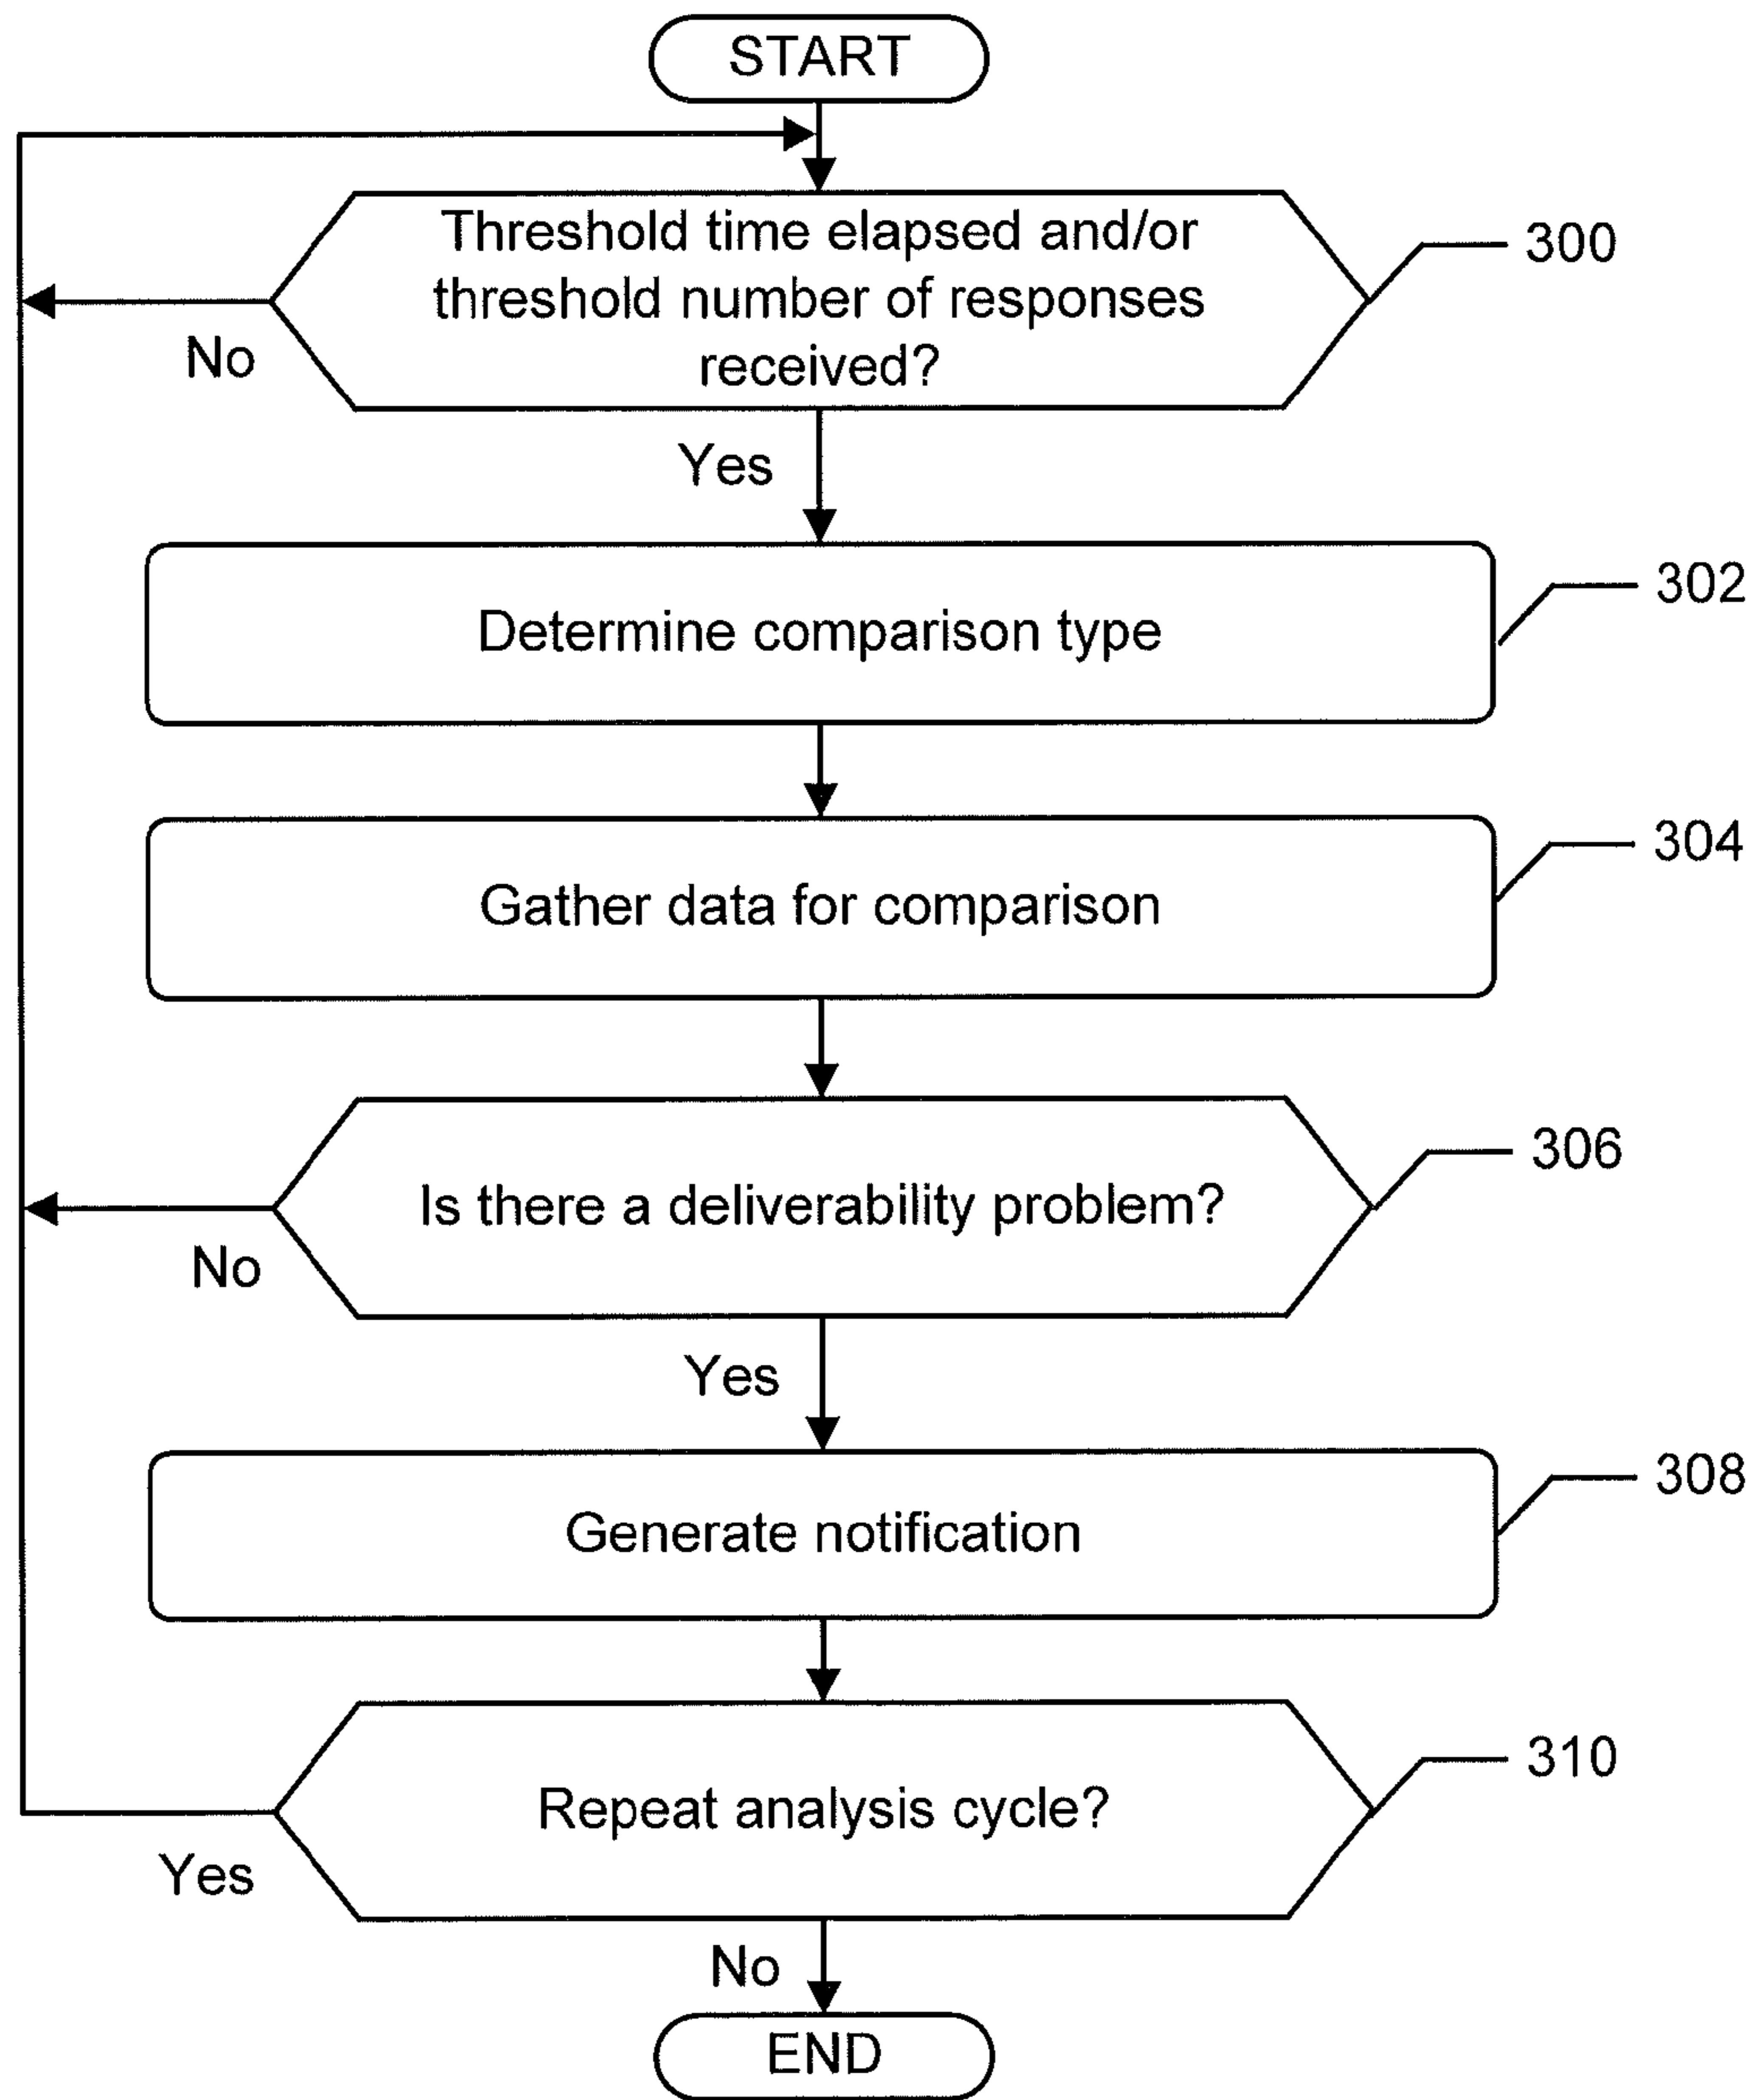 START
Threshold time elapsed and/or
threshold number of responses
received?
300
No
Yes
Determine comparison type
302
Gather data for comparison
304
Is there a deliverability problem?
306
No
Yes
Generate notification
308
Repeat analysis cycle?
310
Yes
No
END